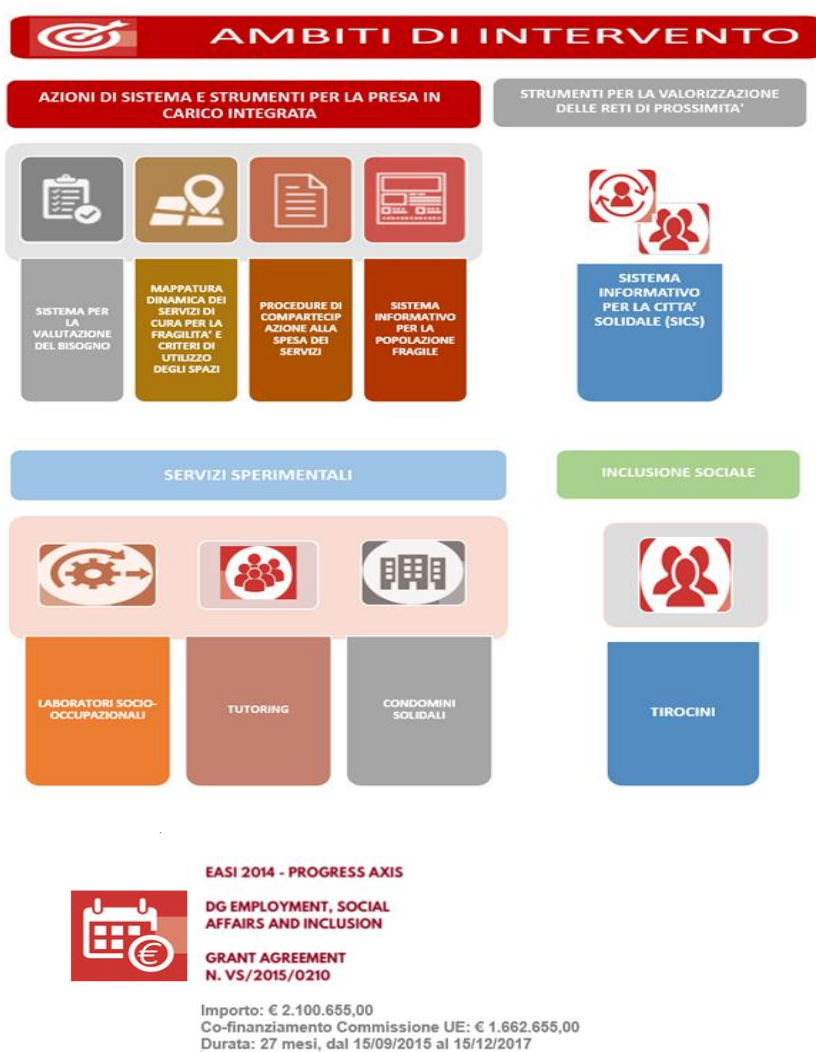 AMBITI DI INTERVENTO
AZIONI DI SISTEMA E STRUMENTI PER LA PRESA IN
CARICO INTEGRATA
STRUMENTI PER LA VALORIZZAZIONE
DELLE RETI DI PROSSIMITA'
SISTEMA PER
LA
VALUTAZIONE
DEL BISOGNO
MAPPATURA
DINAMICA DEI
SERVIZI DI
CURA PER LA
FRAGILITA' E
CRITERI DI
UTILIZZO
DEGLI SPAZI
PROCEDURE DI
COMPARTECIP
AZIONE ALLA
SPESA DEI
SERVIZI
SISTEMA
INFORMATIVO
PER LA
POPOLAZIONE
FRAGILE
SISTEMA
INFORMATIVO
PER LA CITTA'
SOLIDALE (SICS)
SERVIZI SPERIMENTALI
INCLUSIONE SOCIALE
LABORATORI SOCIO-
OCCUPAZIONALI
TUTORING
CONDOMINI
SOLIDALI
TIROCINI
EASI 2014 - PROGRESS AXIS
DG EMPLOYMENT, SOCIAL
AFFAIRS AND INCLUSION
GRANT AGREEMENT
N. VS/2015/0210
€
Importo: € 2.100.655,00
Co-finanziamento Commissione UE: € 1.662.655,00
Durata: 27 mesi, dal 15/09/2015 al 15/12/2017